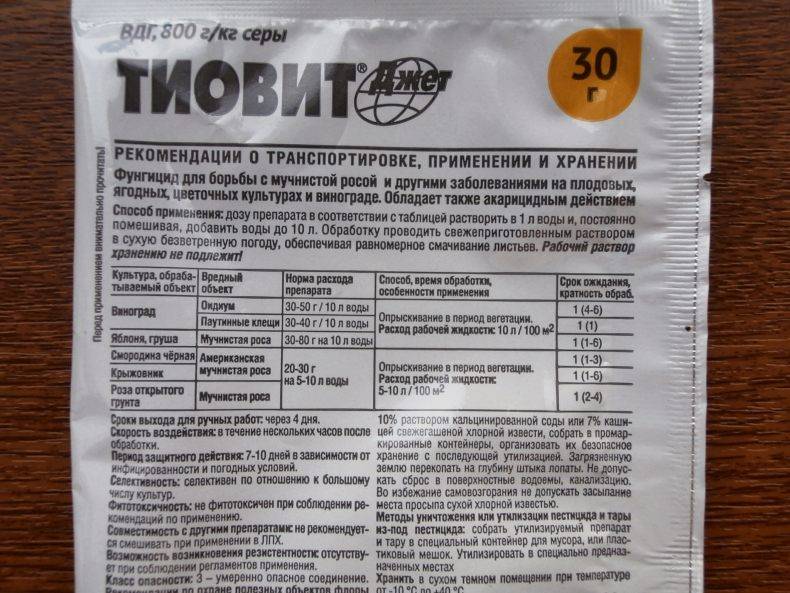 ВДГ, 800 г/кг серы
ТИОВИТ® Джет
30 г
РЕКОМЕНДАЦИИ О ТРАНСПОРТИРОВКЕ, ПРИМЕНЕНИИ И ХРАНЕНИИ
Фунгицид для борьбы с мучнистой росой и другими заболеваниями на плодовых,
ягодных, цветочных культурах и винограде. Обладает также акарицидным действием
Способ применения: дозу препарата в соответствии с таблицей растворить в 1 л воды и, постоянно
помешивая, добавить воды до 10 л. Обработку проводить свежеприготовленным раствором
в сухую безветренную погоду, обеспечивая равномерное смачивание листьев. Рабочий раствор
хранению не подлежит!
Перед применением внимательно прочитать!
Культура, обраба-тываемый объект Вредный объект Норма расхода препарата Способ, время обработки, особенности применения Срок ожидания, кратность обраб.
Виноград Оидиум 30-50 г / 10 л воды Опрыскивание в период вегетации. Расход рабочей жидкости: 10 л / 100 м² 1 (4-6)
Паутинные клещи 30-40 г / 10 л воды 1 (1)
Яблоня, груша Мучнистая роса 30-80 г на 10 л воды 1 (1-6)
Смородина чёрная Американская мучнистая роса 20-30 г на 5-10 л воды Опрыскивание в период вегетации. Расход рабочей жидкости: 5-10 л / 100 м² 1 (1-3)
Крыжовник 1 (1-6)
Роза открытого грунта Мучнистая роса 1 (2-4)
Сроки выхода для ручных работ: через 4 дня.
Скорость воздействия: в течение нескольких часов после
обработки.
Период защитного действия: 7-10 дней в зависимости от
инфицированности и погодных условий.
Селективность: селективен по отношению к большому
числу культур.
Фитотоксичность: не фитотоксичен при соблюдении ре-
комендаций по применению.
Совместимость с другими препаратами: не рекомендует-
ся смешивать при применении в ЛПХ.
Возможность возникновения резистентости: отсутству-
ет при соблюдении регламентов применения.
Класс опасности: 3 – умеренно опасное соединение.
Рекомендации по охране полезных объектов флоры
10% раствором кальцинированной соды или 7% каши-
цей свежегашеной хлорной извести, собрать в промар-
кированные контейнеры, организовать их безопасное
хранение с последующей утилизацией. Загрязненную
землю перекопать на глубину штыка лопаты. Не допус-
кать сброс в поверхностные водоемы, канализацию.
Во избежание самовозгорания не допускать засыпание
места просыпа сухой хлорной известью.
Методы уничтожения или утилизации пестицида и тары
из-под пестицида: собрать утилизируемый препарат
и тару в специальный контейнер для мусора, или плас-
тиковый мешок. Утилизировать в специально предназ-
наченных местах
Хранить в сухом темном помещении при температуре
от -10 °С до +40 °С